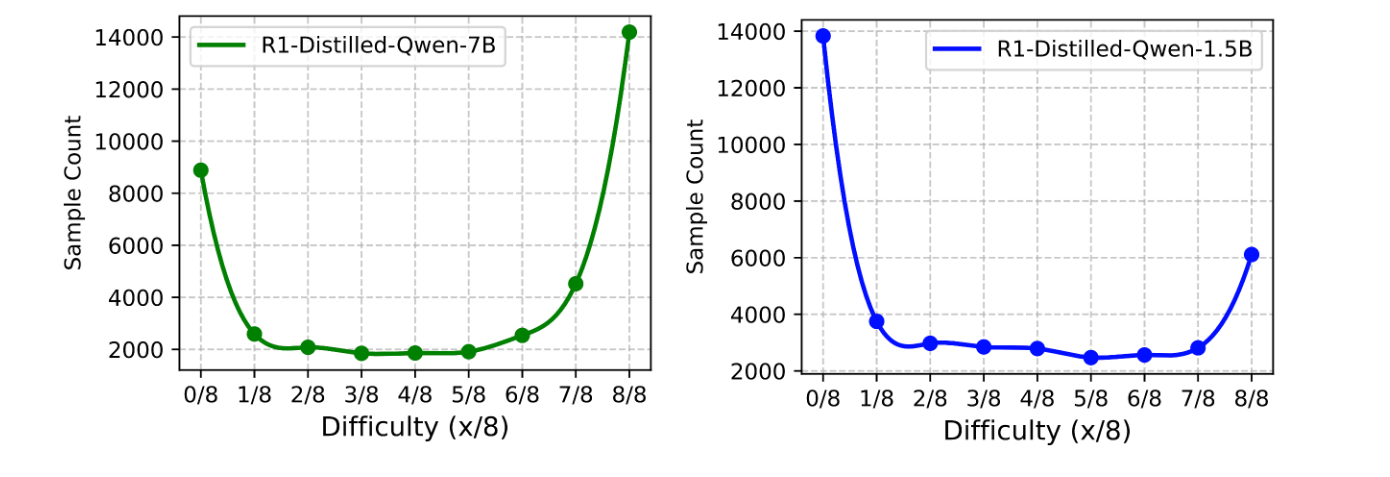 R1-Distilled-Qwen-7B
Sample Count
14000
12000
10000
8000
6000
4000
2000
0/8 1/8 2/8 3/8 4/8 5/8 6/8 7/8 8/8
Difficulty (x/8)
R1-Distilled-Qwen-1.5B
Sample Count
14000
12000
10000
8000
6000
4000
2000
0/8 1/8 2/8 3/8 4/8 5/8 6/8 7/8 8/8
Difficulty (x/8)